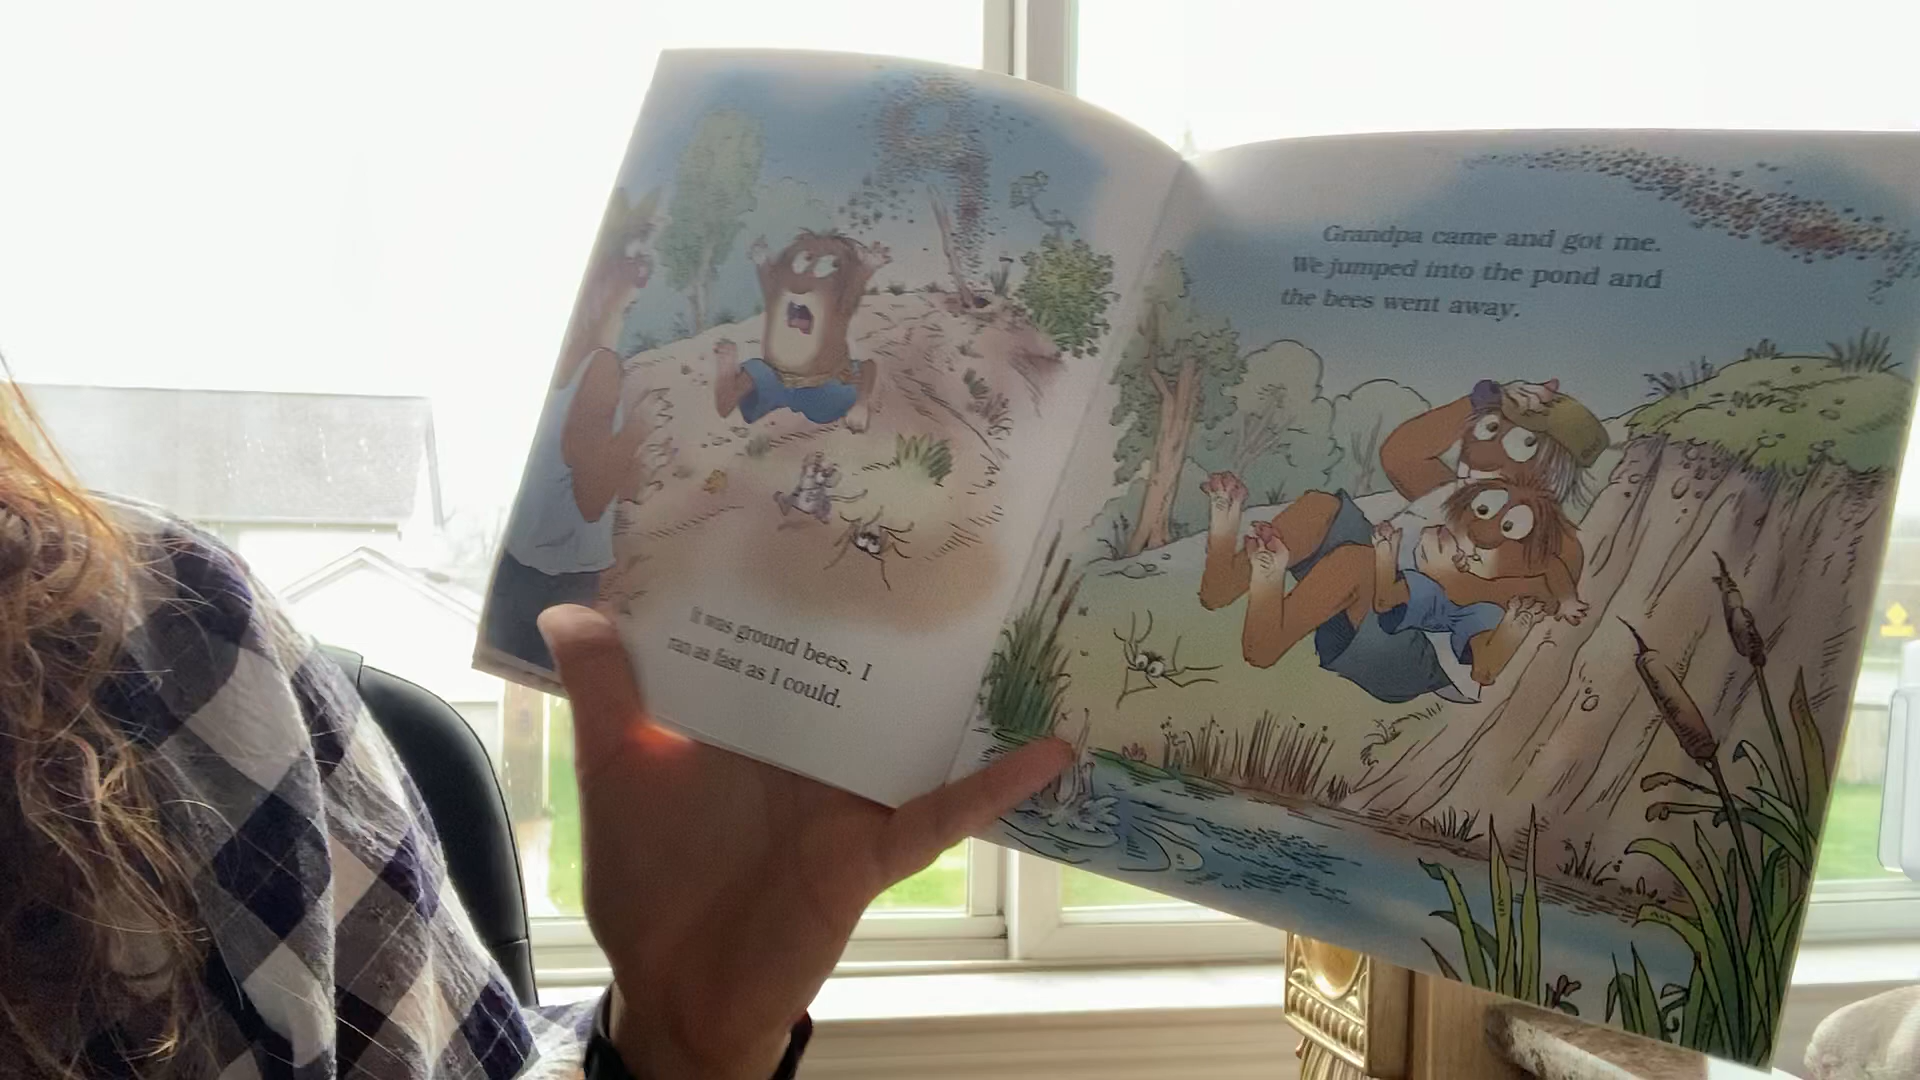 It was ground bees. I
ran as fast as I could.
Grandpa came and got me.
We jumped into the pond and
the bees went away.